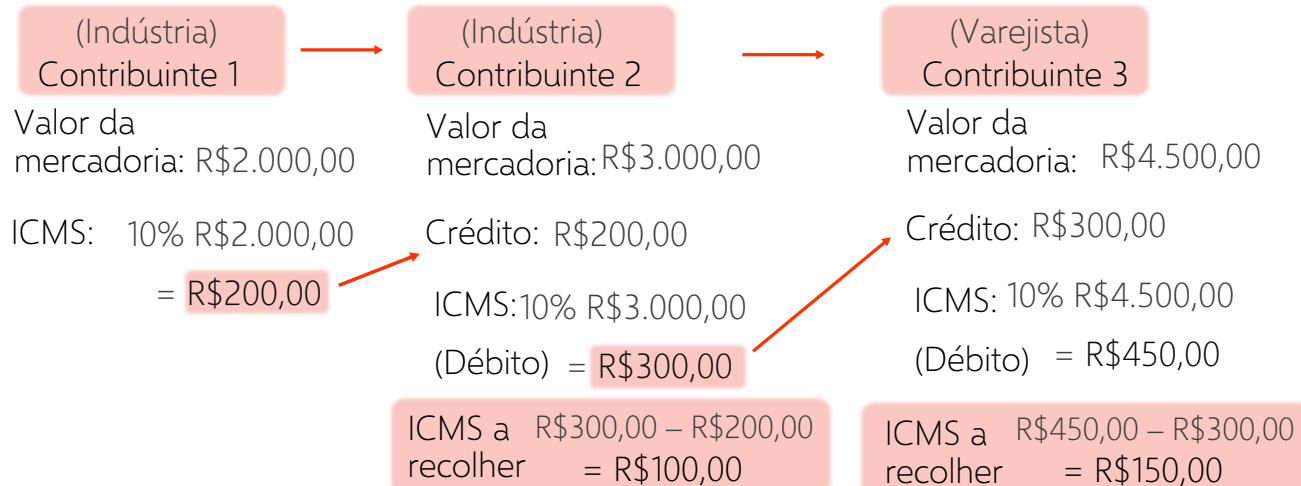 (Indústria)
Contribuinte 1
Valor da
mercadoria: R$2.000,00
ICMS: 10% R$2.000,00
= R$200,00
(Indústria)
Contribuinte 2
Valor da
mercadoria: R$3.000,00
Crédito: R$200,00
ICMS: 10% R$3.000,00
(Débito) = R$300,00
ICMS a R$300,00 – R$200,00
recolher = R$100,00
(Varejista)
Contribuinte 3
Valor da
mercadoria: R$4.500,00
Crédito: R$300,00
ICMS: 10% R$4.500,00
(Débito) = R$450,00
ICMS a R$450,00 – R$300,00
recolher = R$150,00